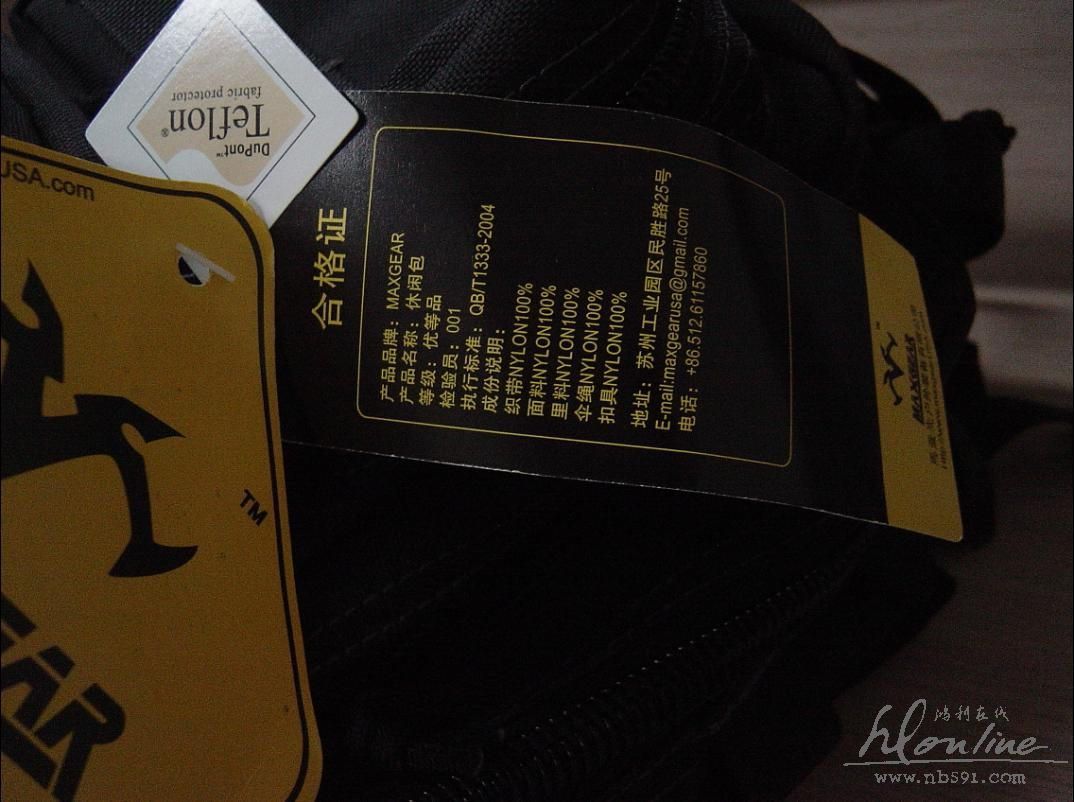 DuPont™
Teflon®
fabric protector
USA.com
TM
GEAR
合格证
产品品牌：MAXGEAR
产品名称：休闲包
等级：优等品
检验员：001
执行标准：QB/T1333-2004
成份说明：
织带NYLON100%
面料NYLON100%
里料NYLON100%
伞绳NYLON100%
扣具NYLON100%
地址：苏州工业园区民胜路25号
E-mail:maxgearusa@gmail.com
电话：+86.512.61157860
MAXGEAR
鸿利在线
hlonline
www.nb591.com